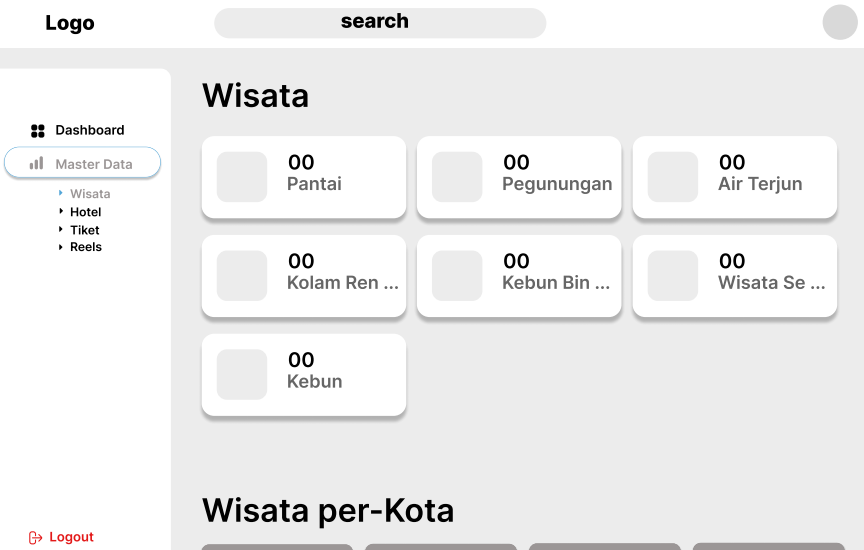 Logo
search
Dashboard
Master Data
Wisata
Hotel
Tiket
Reels
Logout
Wisata
00
Pantai
00
Pegunungan
00
Air Terjun
00
Kolam Ren ...
00
Kebun Bin ...
00
Wisata Se ...
00
Kebun
Wisata per-Kota